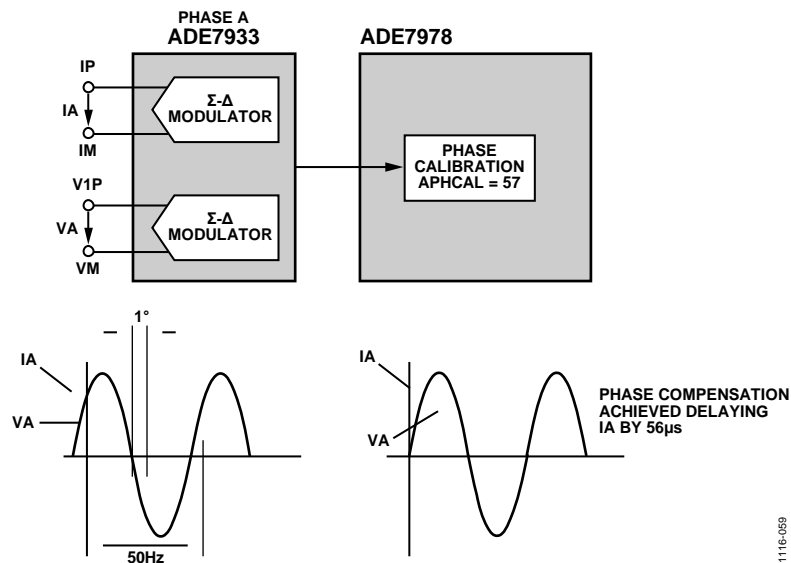 PHASE A
ADE7933
ADE7978
IP
IA
IM
Σ-Δ
MODULATOR
PHASE
CALIBRATION
APHCAL = 57
V1P
VA
VM
Σ-Δ
MODULATOR
1°
IA
VA
50Hz
IA
VA
PHASE COMPENSATION
ACHIEVED DELAYING
IA BY 56µs
1116-059